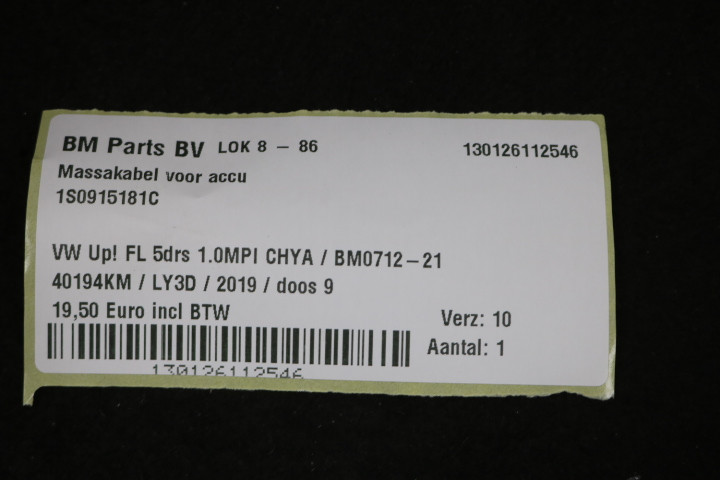 BM Parts BV LOK 8 – 86 130126112546
Massakabel voor accu
1S0915181C
VW Up! FL 5drs 1.0MPI CHYA / BM0712-21
40194KM / LY3D / 2019 / doos 9
19,50 Euro incl BTW
Verz: 10
Aantal: 1
130126112546